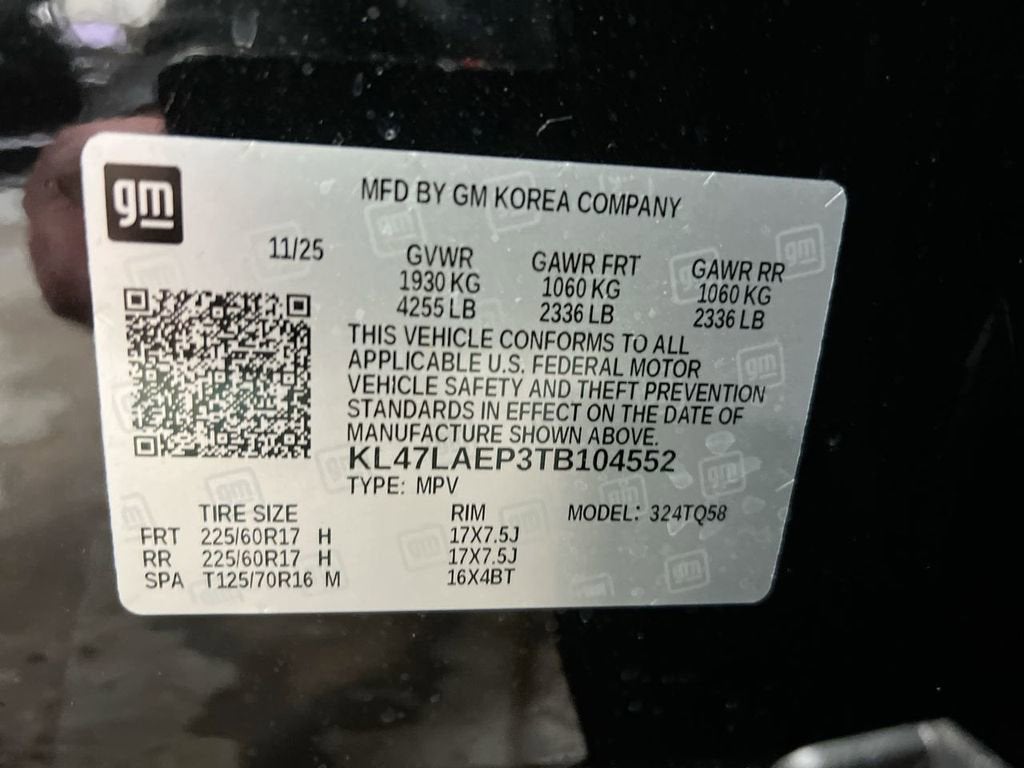 gm
MFD BY GM KOREA COMPANY
11/25
GVWR
1930 KG
4255 LB
GAWR FRT
1060 KG
2336 LB
GAWR RR
1060 KG
2336 LB
THIS VEHICLE CONFORMS TO ALL
APPLICABLE U.S. FEDERAL MOTOR
VEHICLE SAFETY AND THEFT PREVENTION
STANDARDS IN EFFECT ON THE DATE OF
MANUFACTURE SHOWN ABOVE.
KL47LAEP3TB104552
TYPE: MPV
TIRE SIZE RIM MODEL: 324TQ58
FRT 225/60R17 H 17X7.5J
RR 225/60R17 H 17X7.5J
SPA T125/70R16 M 16X4BT